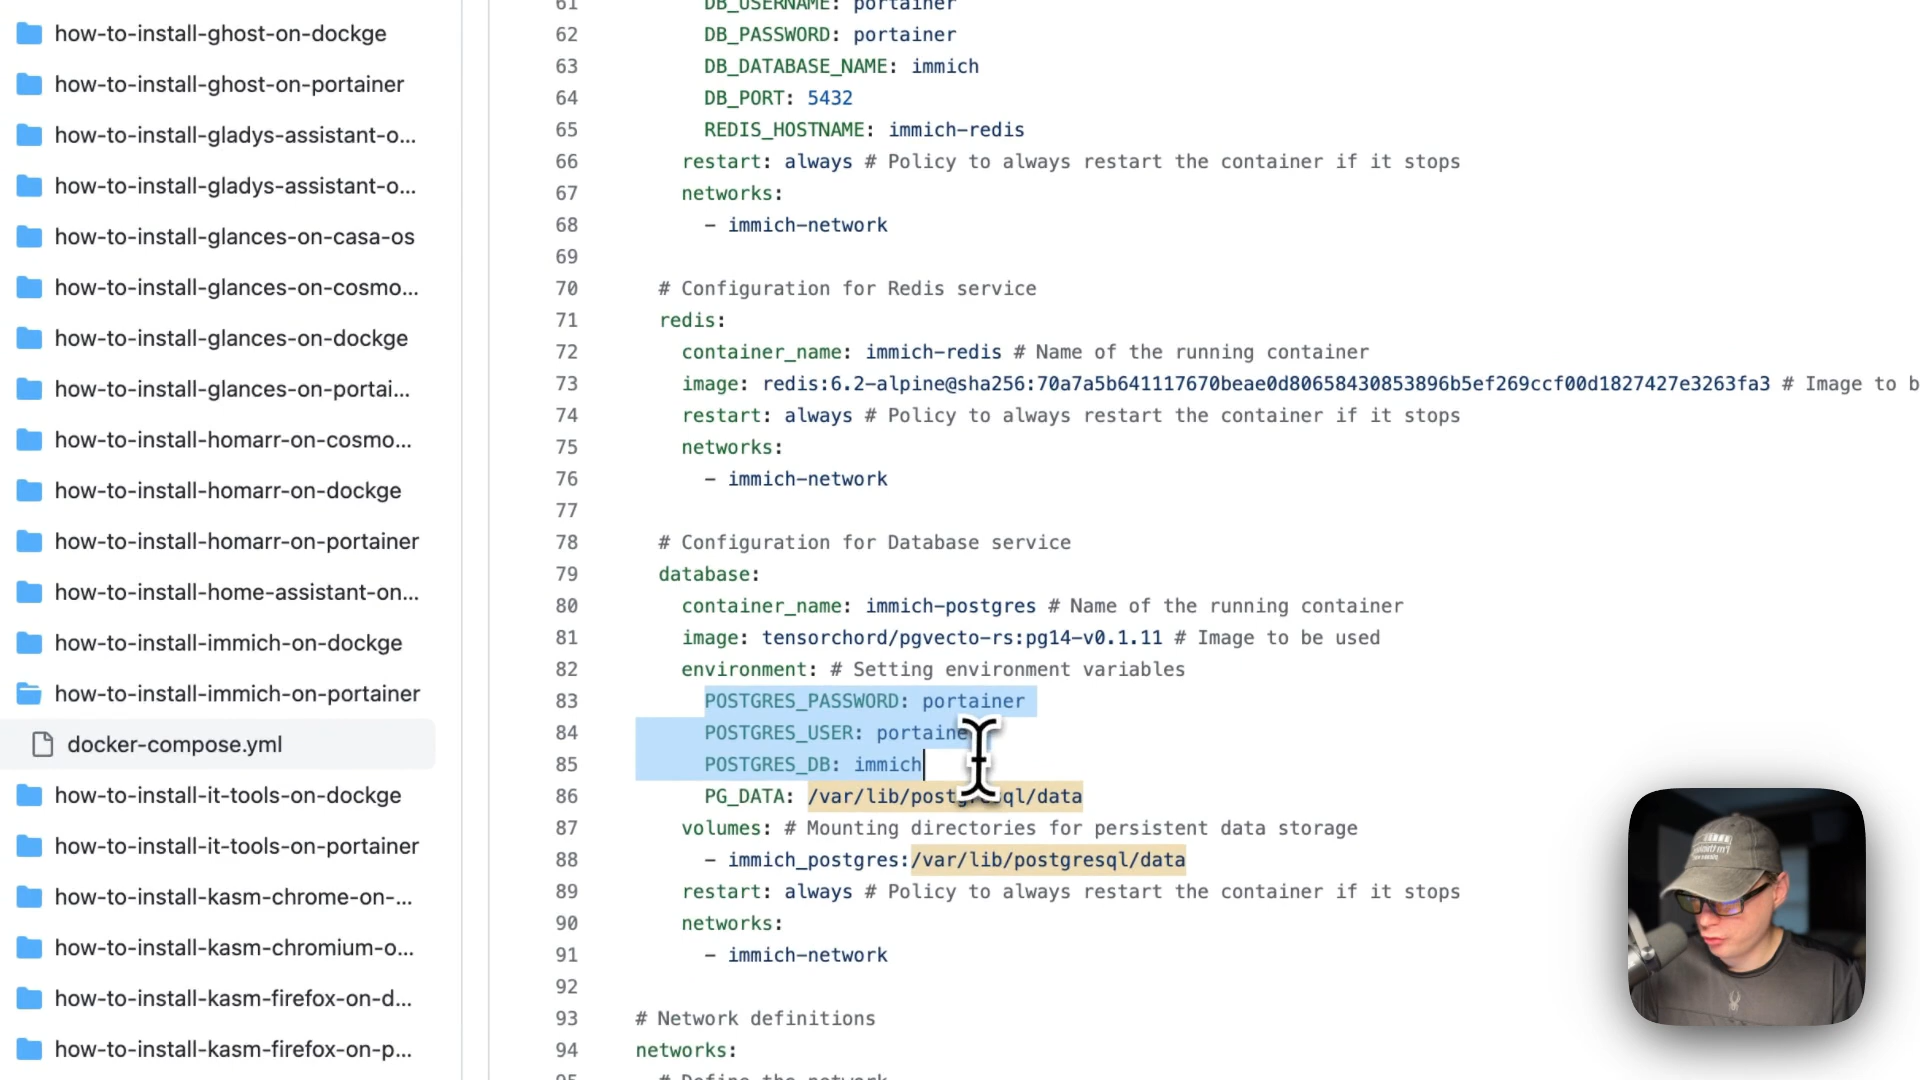 how-to-install-ghost-on-dockge
how-to-install-ghost-on-portainer
how-to-install-gladys-assistant-o...
how-to-install-gladys-assistant-o...
how-to-install-glances-on-casa-os
how-to-install-glances-on-cosmo...
how-to-install-glances-on-dockge
how-to-install-glances-on-portai...
how-to-install-homarr-on-cosmo...
how-to-install-homarr-on-dockge
how-to-install-homarr-on-portainer
how-to-install-home-assistant-on...
how-to-install-immich-on-dockge
how-to-install-immich-on-portainer
docker-compose.yml
how-to-install-it-tools-on-dockge
how-to-install-it-tools-on-portainer
how-to-install-kasm-chrome-on-...
how-to-install-kasm-chromium-o...
how-to-install-kasm-firefox-on-d...
how-to-install-kasm-firefox-on-p...
61 DB_USERNAME: portainer
62 DB_PASSWORD: portainer
63 DB_DATABASE_NAME: immich
64 DB_PORT: 5432
65 REDIS_HOSTNAME: immich-redis
66 restart: always # Policy to always restart the container if it stops
67 networks:
68 - immich-network
69
70 # Configuration for Redis service
71 redis:
72 container_name: immich-redis # Name of the running container
73 image: redis:6.2-alpine@sha256:70a7a5b641117670beae0d80658430853896b5ef269ccf00d1827427e3263fa3 # Image to b
74 restart: always # Policy to always restart the container if it stops
75 networks:
76 - immich-network
77
78 # Configuration for Database service
79 database:
80 container_name: immich-postgres # Name of the running container
81 image: tensorchord/pgvecto-rs:pg14-v0.1.11 # Image to be used
82 environment: # Setting environment variables
83 POSTGRES_PASSWORD: portainer
84 POSTGRES_USER: portaine
85 POSTGRES_DB: immich
86 PG_DATA: /var/lib/postgresql/data
87 volumes: # Mounting directories for persistent data storage
88 - immich_postgres:/var/lib/postgresql/data
89 restart: always # Policy to always restart the container if it stops
90 networks:
91 - immich-network
92
93 # Network definitions
94 networks:
95 # Define the network